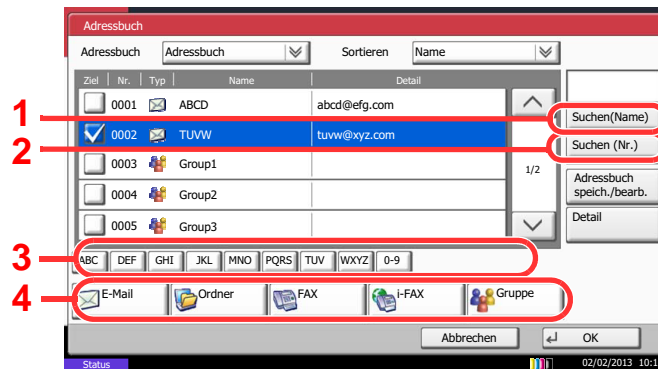 Adressbuch
Adressbuch Adressbuch Sortieren Name
Ziel Nr. Typ Name Detail
0001 ABCD abcd@efg.com
1 Suchen(Name)
0002 TUVW tuvw@xyz.com
2 Suchen (Nr.)
0003 Group1 1/2
Adressbuch speich./bearb.
0004 Group2
0005 Group3 Detail
3 ABC DEF GHI JKL MNO PQRS TUV WXYZ 0-9
4 E-Mail Ordner FAX i-FAX Gruppe
Abbrechen OK
Status 02/02/2013 10:1